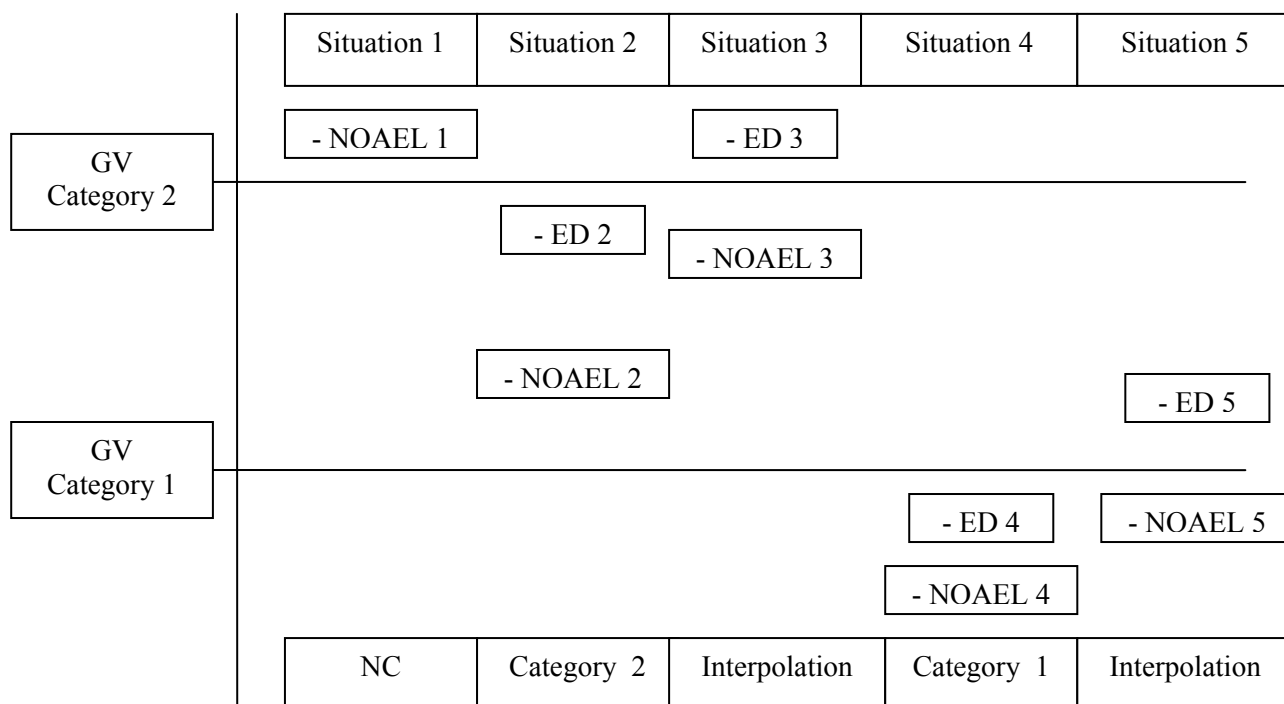 Situation 1
Situation 2
Situation 3
Situation 4
Situation 5
- NOAEL 1
- ED 3
GV
Category 2
- ED 2
- NOAEL 3
- NOAEL 2
- ED 5
GV
Category 1
- ED 4
- NOAEL 5
- NOAEL 4
NC
Category 2
Interpolation
Category 1
Interpolation